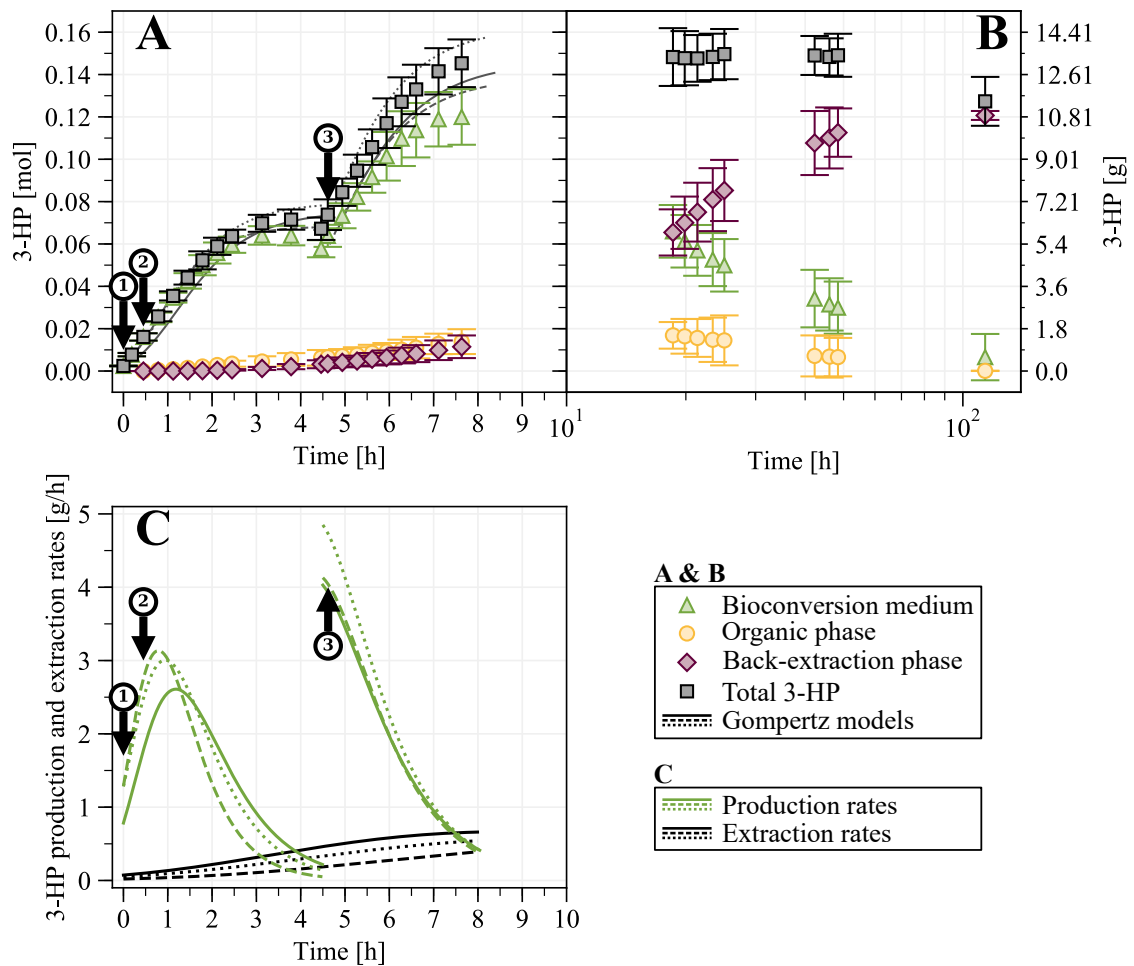 A
B
3-HP [mol]
0.16
0.14
0.12
0.10
0.08
0.06
0.04
0.02
0.00
1
2
3
14.41
12.61
10.81
9.01
7.21
5.4
3.6
1.8
0.0
3-HP [g]
0 1 2 3 4 5 6 7 8
10¹
10²
Time [h]
Time [h]
C
3-HP production and extraction rates [g/h]
5
4
3
2
1
0
1
2
3
0 1 2 3 4 5 6 7 8 9 10
Time [h]
A & B
Bioconversion medium
Organic phase
Back-extraction phase
Total 3-HP
Gompertz models
C
Production rates
Extraction rates